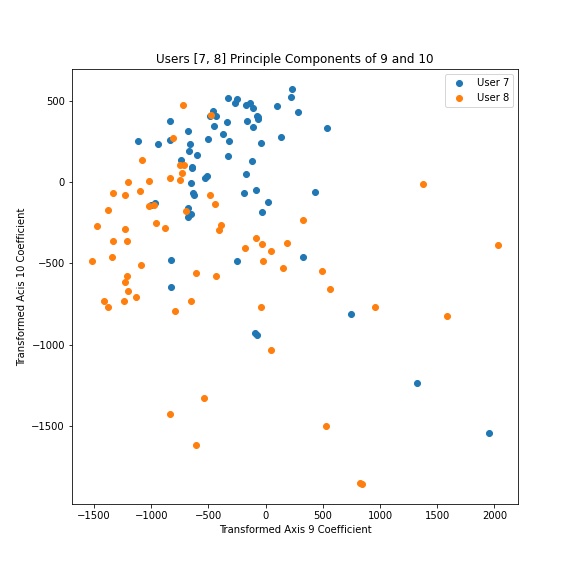 Users [7, 8] Principle Components of 9 and 10
User 7
User 8
500
0
−500
−1000
−1500
Transformed Acis 10 Coefficient
−1500 −1000 −500 0 500 1000 1500 2000
Transformed Axis 9 Coefficient